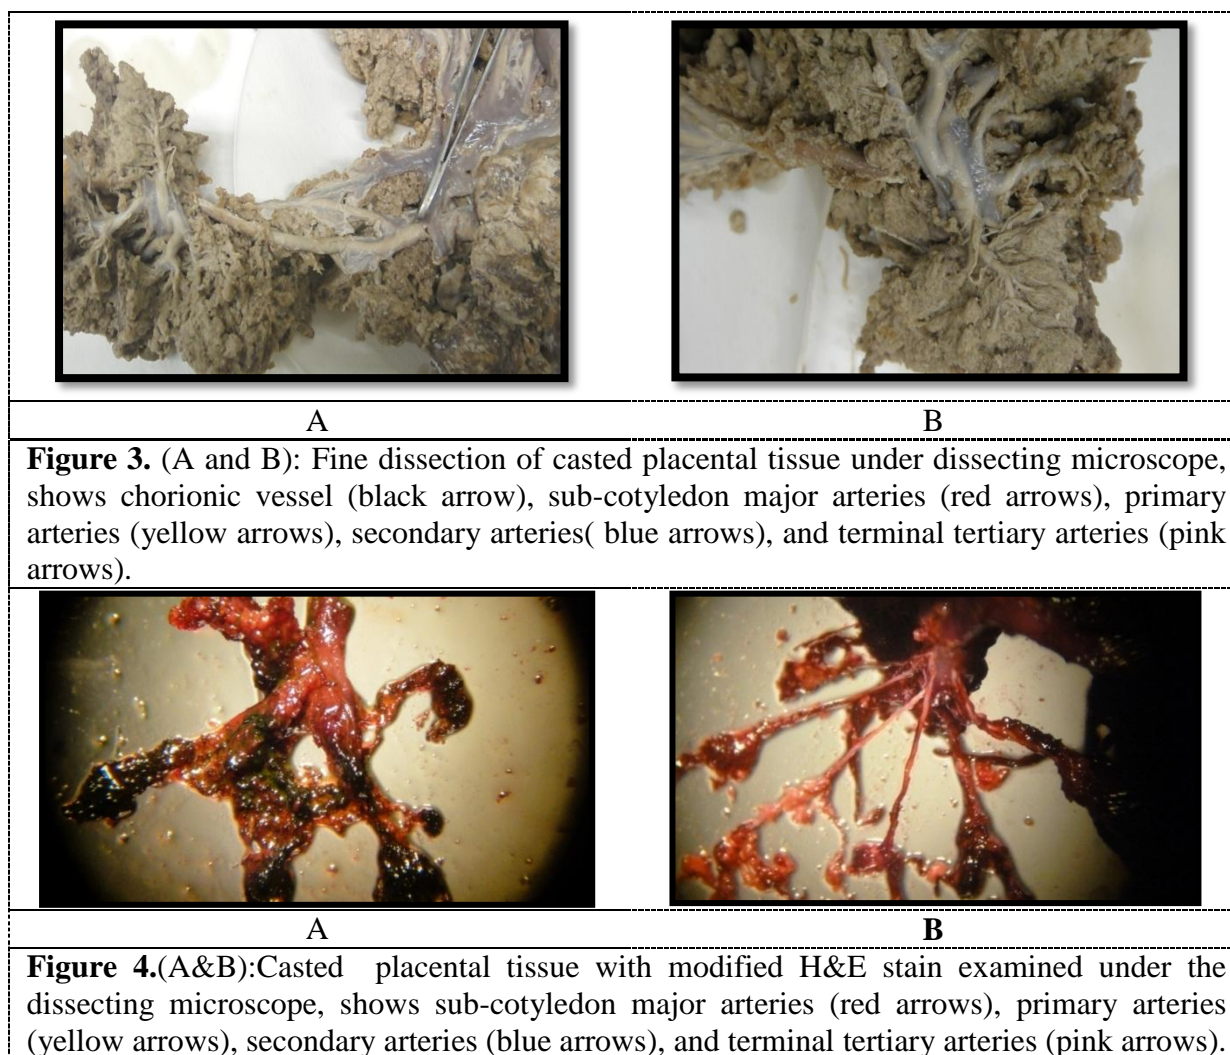 A B
Figure 3. (A and B): Fine dissection of casted placental tissue under dissecting microscope,
shows chorionic vessel (black arrow), sub-cotyledon major arteries (red arrows), primary
arteries (yellow arrows), secondary arteries( blue arrows), and terminal tertiary arteries (pink
arrows).
A B
Figure 4.(A&B):Casted placental tissue with modified H&E stain examined under the
dissecting microscope, shows sub-cotyledon major arteries (red arrows), primary arteries
(yellow arrows), secondary arteries (blue arrows), and terminal tertiary arteries (pink arrows).